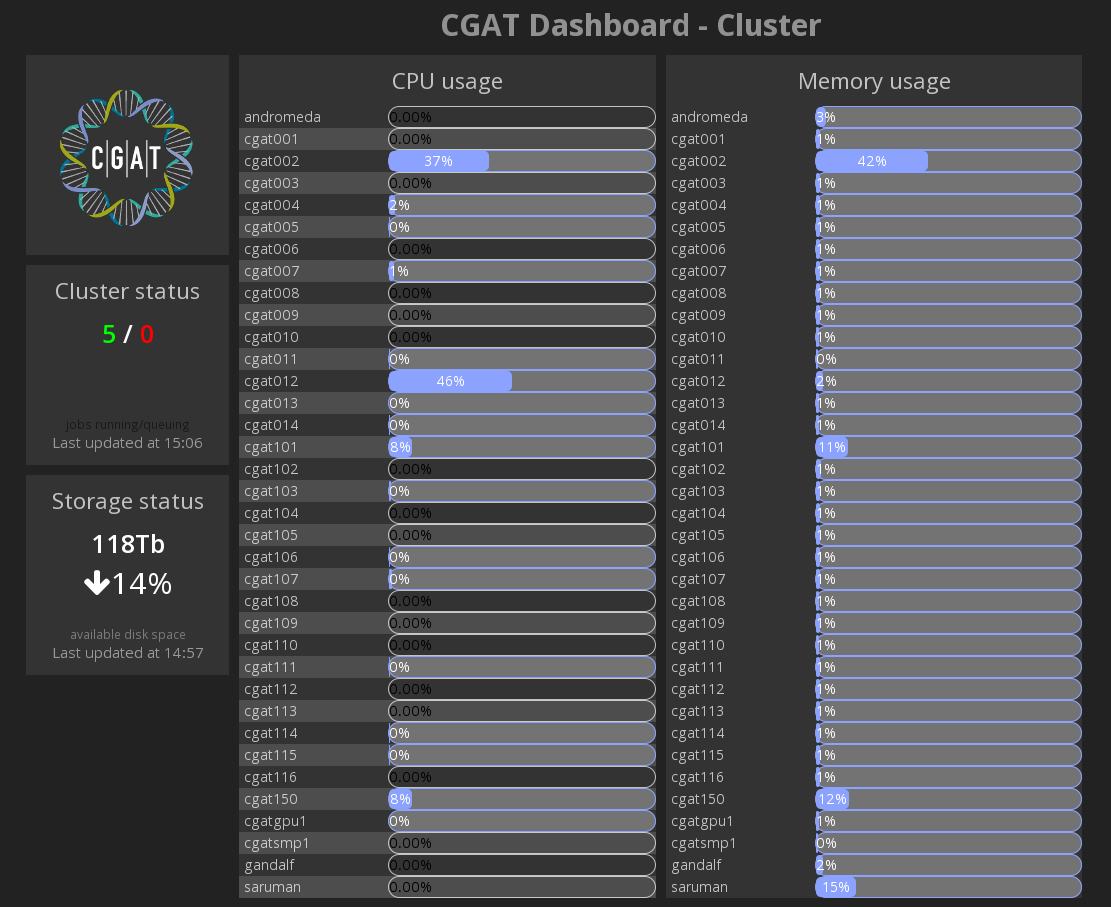 CGAT Dashboard - Cluster
C|G|A|T
Cluster status
5 / 0
jobs running/queuing
Last updated at 15:06
Storage status
118Tb
14%
available disk space
Last updated at 14:57
CPU usage
andromeda 0.00%
cgat001 0.00%
cgat002 37%
cgat003 0.00%
cgat004 2%
cgat005 0%
cgat006 0.00%
cgat007 1%
cgat008 0.00%
cgat009 0.00%
cgat010 0.00%
cgat011 0%
cgat012 46%
cgat013 0%
cgat014 0%
cgat101 8%
cgat102 0.00%
cgat103 0%
cgat104 0.00%
cgat105 0.00%
cgat106 0%
cgat107 0%
cgat108 0.00%
cgat109 0.00%
cgat110 0.00%
cgat111 0%
cgat112 0.00%
cgat113 0.00%
cgat114 0%
cgat115 0%
cgat116 0.00%
cgat150 8%
cgatgpu1 0%
cgatsmp1 0.00%
gandalf 0.00%
saruman 0.00%
Memory usage
andromeda 3%
cgat001 1%
cgat002 42%
cgat003 1%
cgat004 1%
cgat005 1%
cgat006 1%
cgat007 1%
cgat008 1%
cgat009 1%
cgat010 1%
cgat011 0%
cgat012 2%
cgat013 1%
cgat014 1%
cgat101 11%
cgat102 1%
cgat103 1%
cgat104 1%
cgat105 1%
cgat106 1%
cgat107 1%
cgat108 1%
cgat109 1%
cgat110 1%
cgat111 1%
cgat112 1%
cgat113 1%
cgat114 1%
cgat115 1%
cgat116 1%
cgat150 12%
cgatgpu1 1%
cgatsmp1 0%
gandalf 2%
saruman 15%